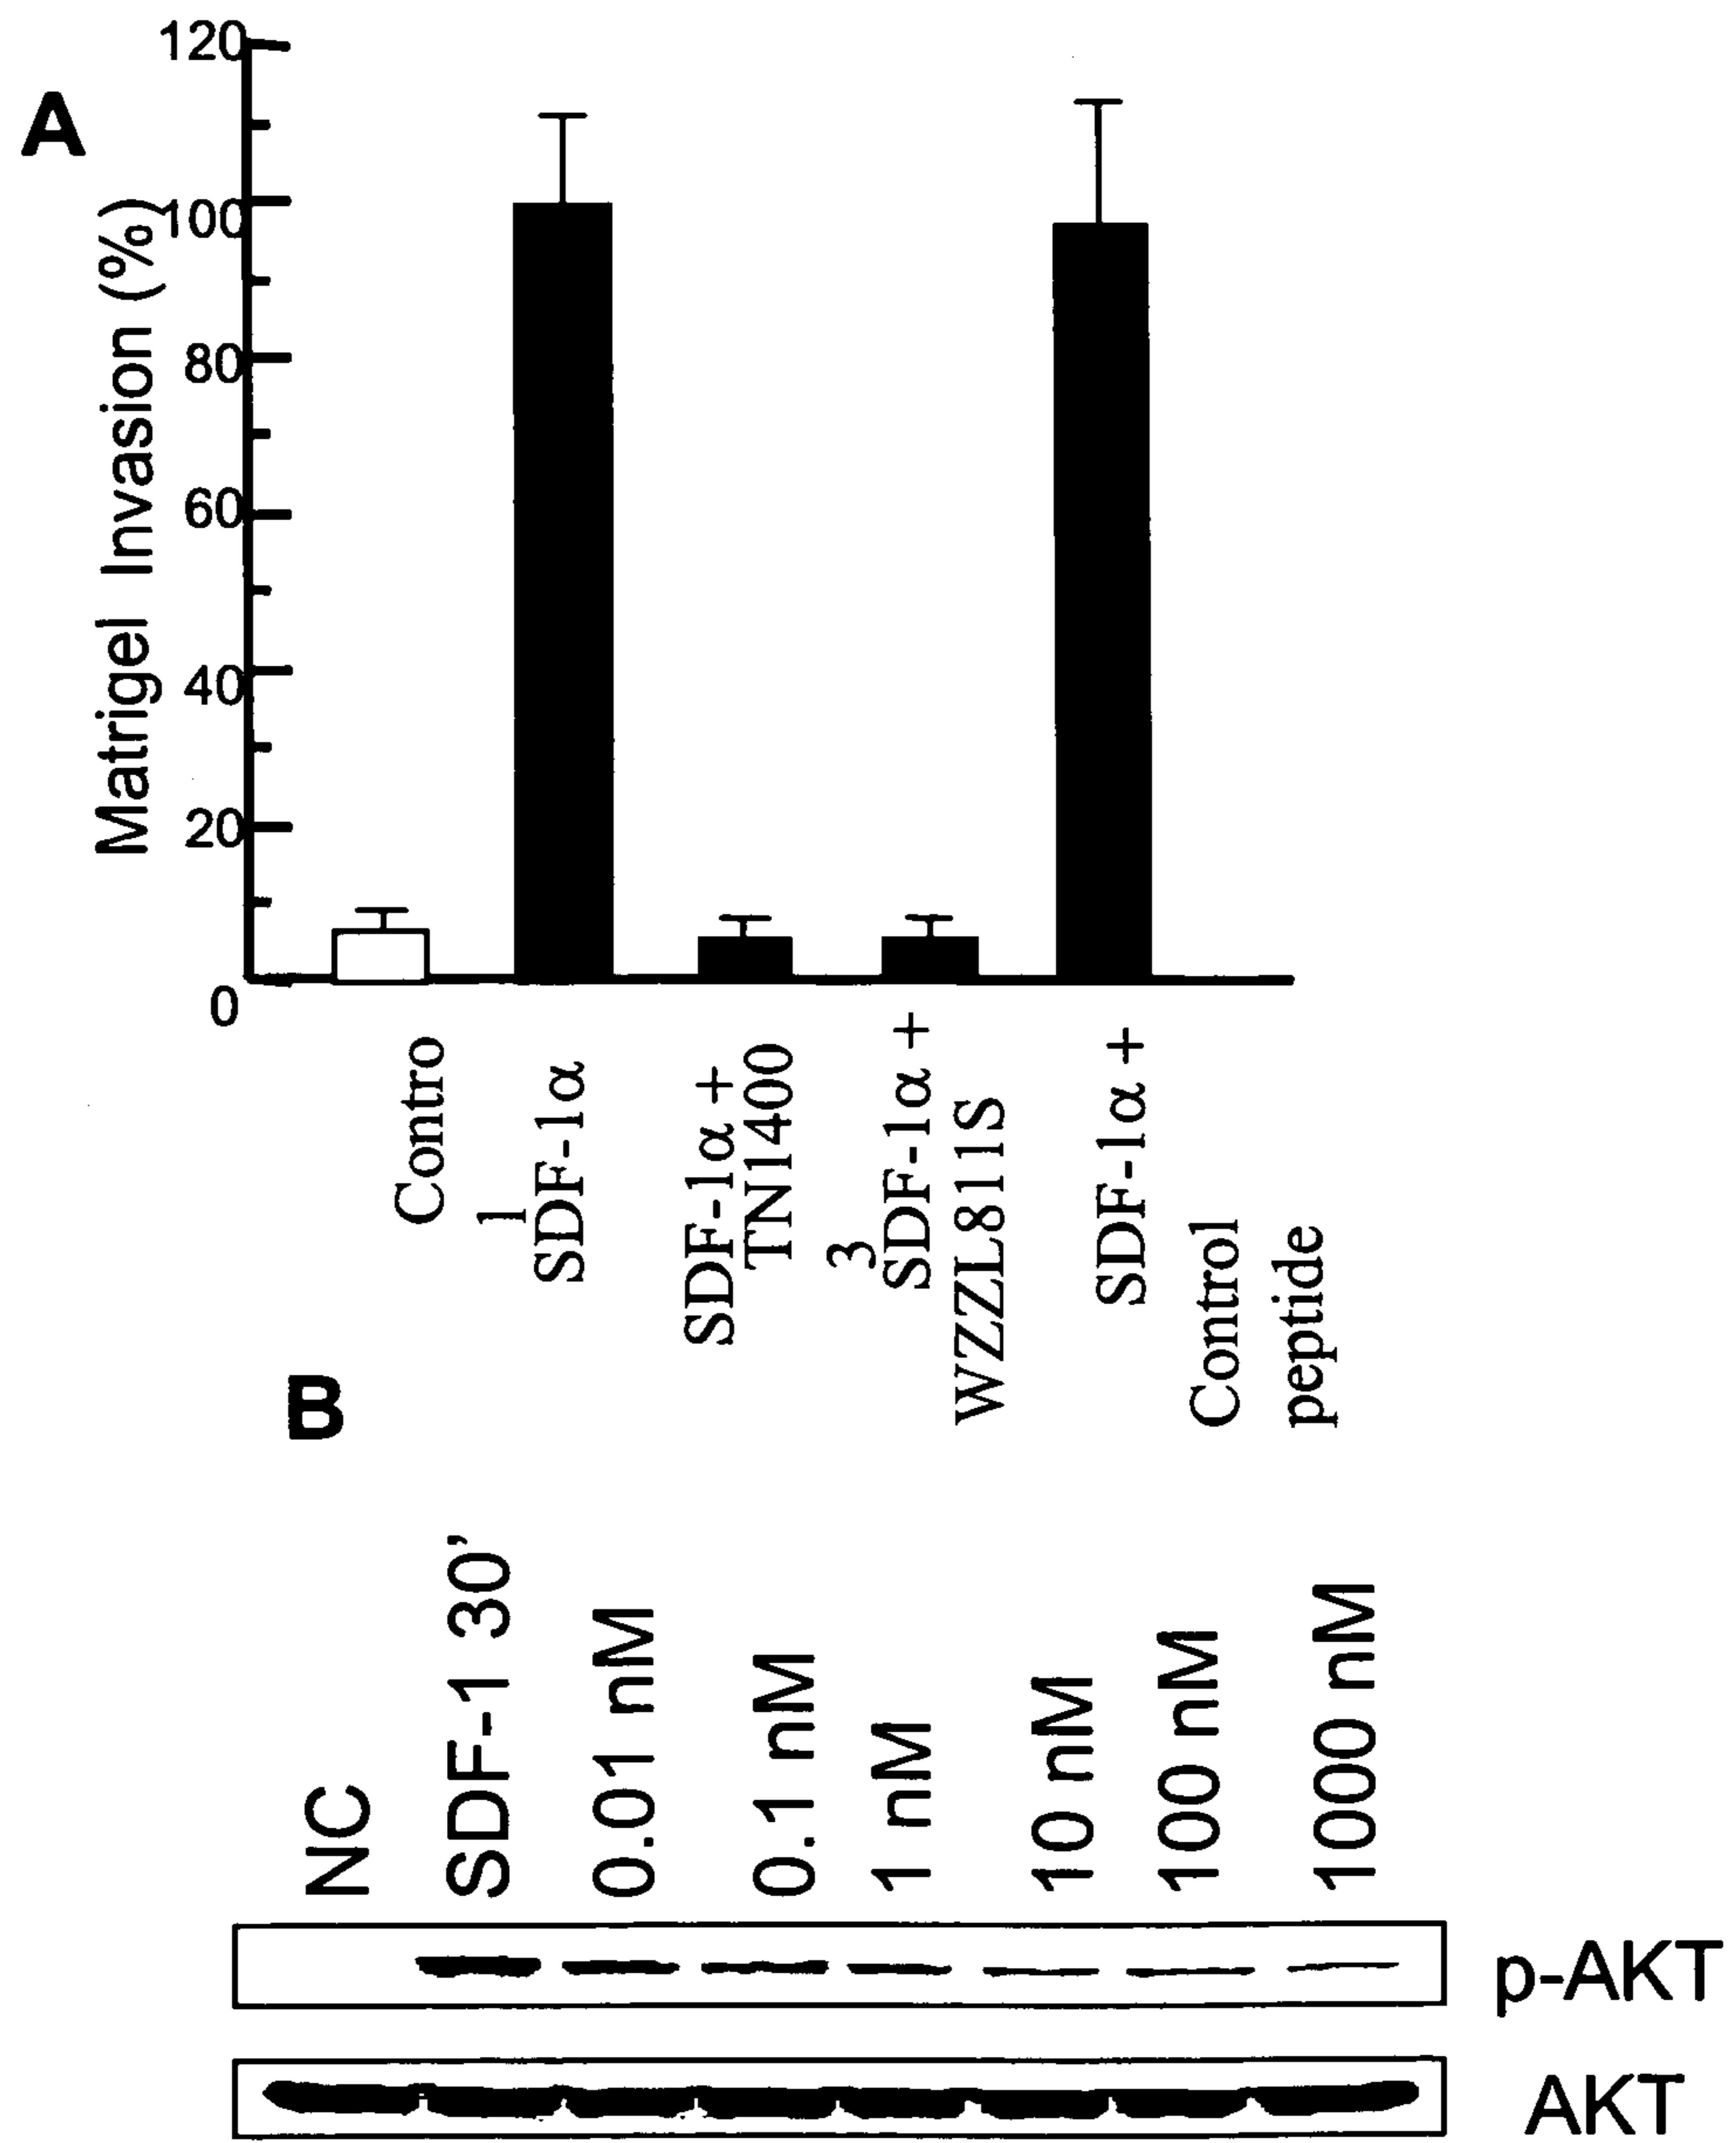 A
Matrigel Invasion (%)
120
100
80
60
40
20
0
Contro
l
SDF-1α
SDF-1α +
TN1400
3
SDF-1α +
WZZL811S
SDF-1α +
Control
peptide
B
NC
SDF-1 30'
0.01 nM
0.1 nM
1 nM
10 nM
100 nM
1000 nM
p-AKT
AKT